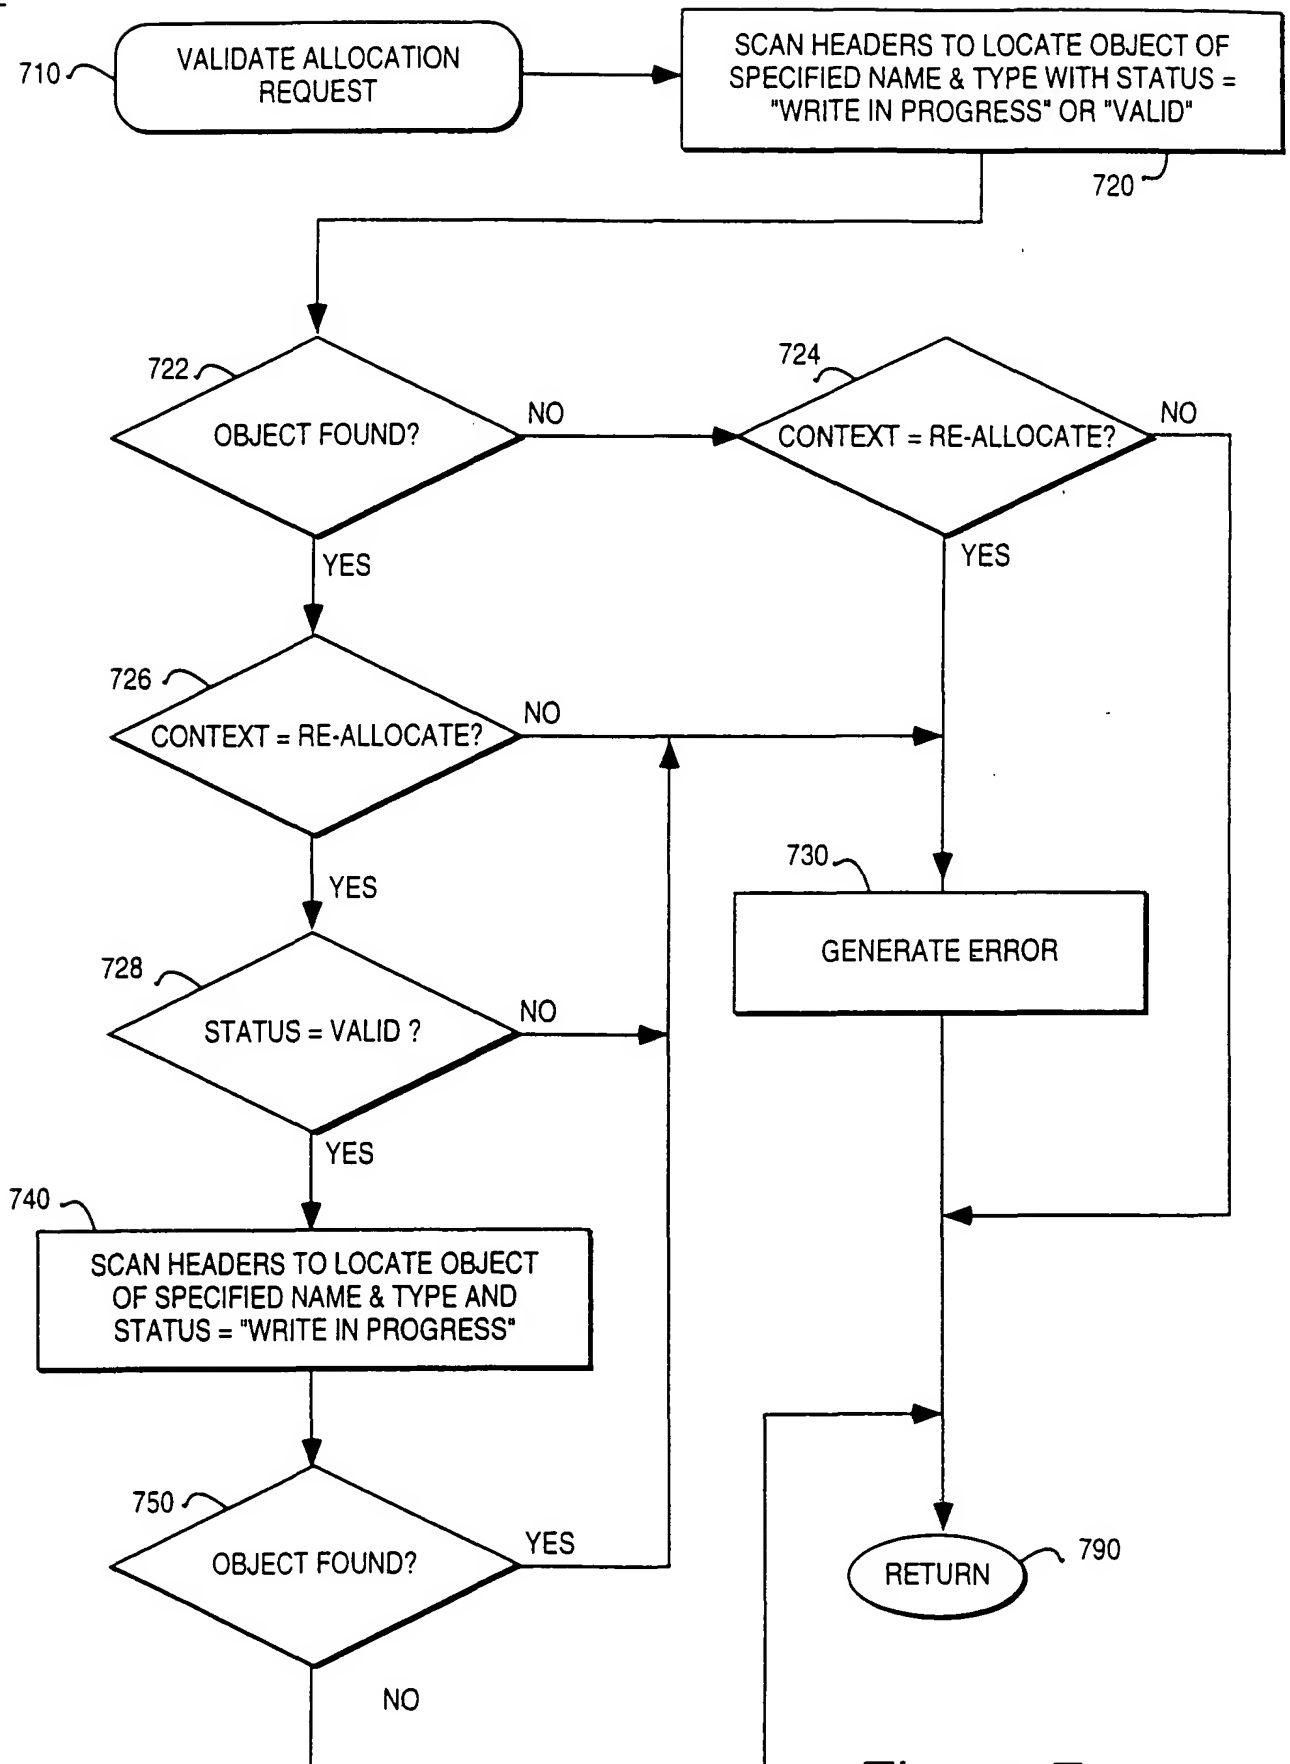 710
VALIDATE ALLOCATION
REQUEST
SCAN HEADERS TO LOCATE OBJECT OF
SPECIFIED NAME & TYPE WITH STATUS =
"WRITE IN PROGRESS" OR "VALID"
720
722
OBJECT FOUND?
NO
YES
724
CONTEXT = RE-ALLOCATE?
NO
YES
726
CONTEXT = RE-ALLOCATE?
NO
YES
730
GENERATE ERROR
728
STATUS = VALID ?
NO
YES
740
SCAN HEADERS TO LOCATE OBJECT
OF SPECIFIED NAME & TYPE AND
STATUS = "WRITE IN PROGRESS"
750
OBJECT FOUND?
YES
NO
RETURN
790